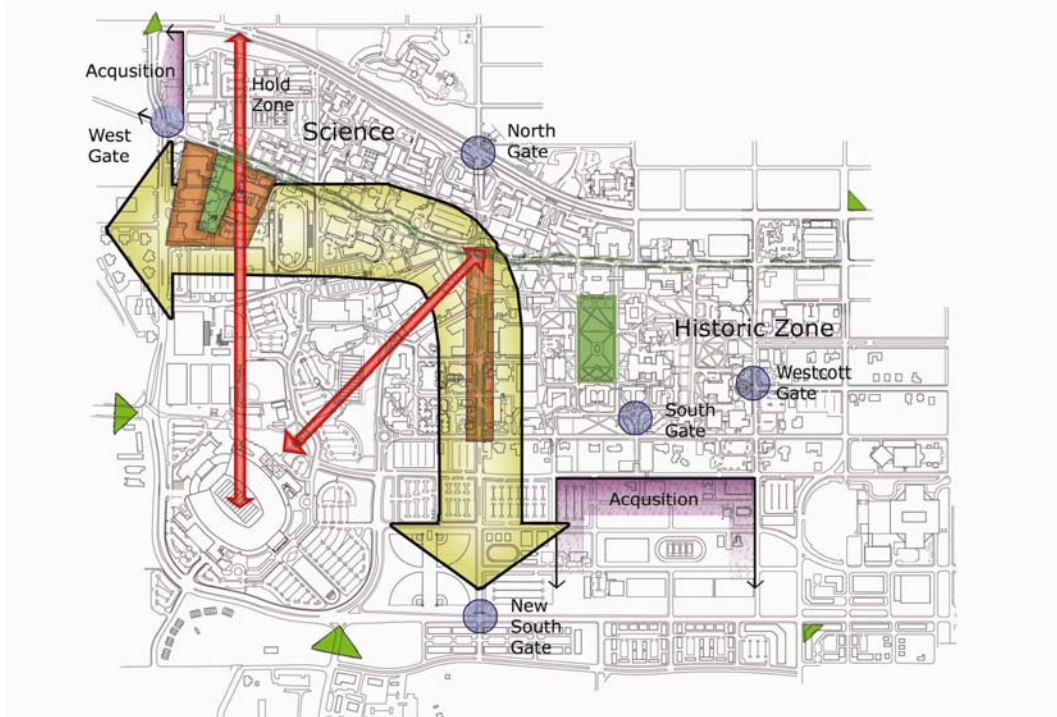 Acqusition
Hold
Zone
West
Gate
Science
North
Gate
Historic Zone
Westcott
Gate
South
Gate
Acqusition
New
South
Gate